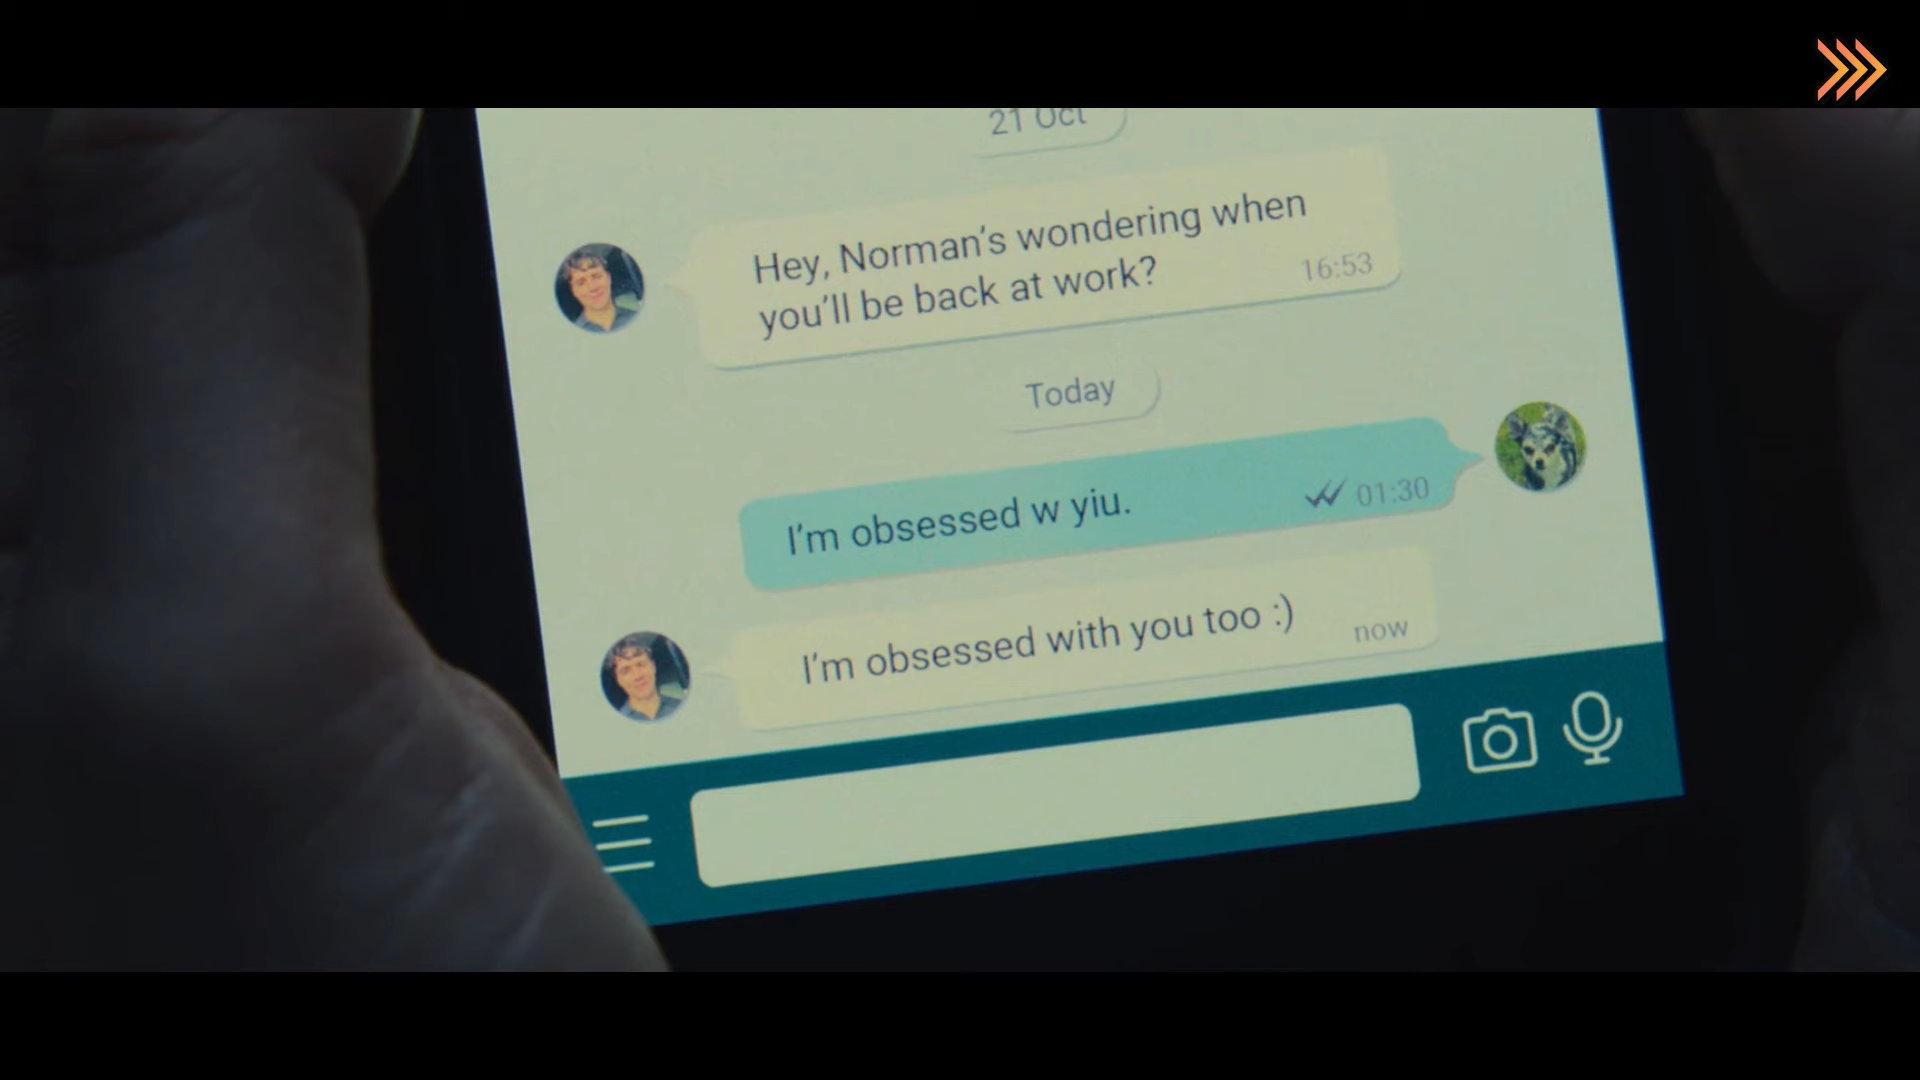 21 Oct
Hey, Norman's wondering when
you'll be back at work?
16:53
Today
I'm obsessed w yiu.
01:30
I'm obsessed with you too :)
now